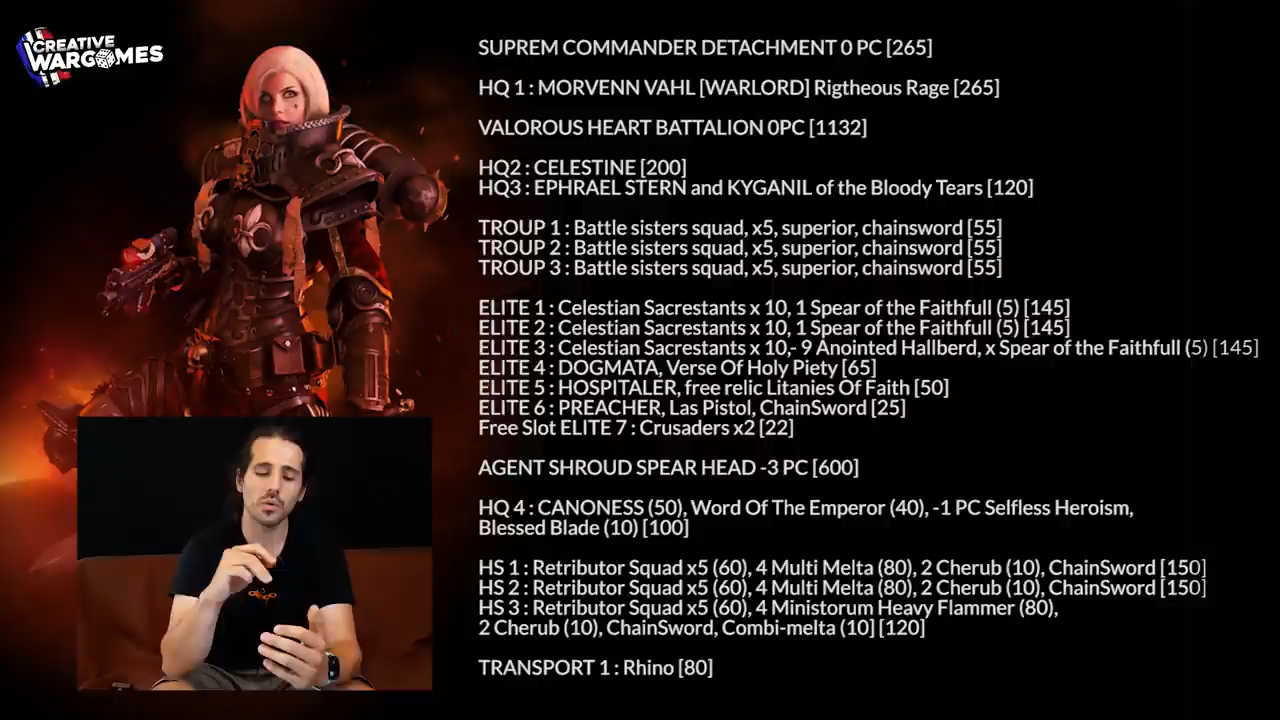 CREATIVE
WARGAMES
SUPREM COMMANDER DETACHMENT 0 PC [265]
HQ 1 : MORVENN VAHL [WARLORD] Rigtheous Rage [265]
VALOROUS HEART BATTALION 0PC [1132]
HQ2 : CELESTINE [200]
HQ3 : EPHRAEL STERN and KYGANIL of the Bloody Tears [120]
TROUP 1 : Battle sisters squad, x5, superior, chainsword [55]
TROUP 2 : Battle sisters squad, x5, superior, chainsword [55]
TROUP 3 : Battle sisters squad, x5, superior, chainsword [55]
ELITE 1 : Celestian Sacrestants x 10, 1 Spear of the Faithfull (5) [145]
ELITE 2 : Celestian Sacrestants x 10, 1 Spear of the Faithfull (5) [145]
ELITE 3 : Celestian Sacrestants x 10,- 9 Anointed Hallberd, x Spear of the Faithfull (5) [145]
ELITE 4 : DOGMATA, Verse Of Holy Piety [65]
ELITE 5 : HOSPITALER, free relic Litanies Of Faith [50]
ELITE 6 : PREACHER, Las Pistol, ChainSword [25]
Free Slot ELITE 7 : Crusaders x2 [22]
AGENT SHROUD SPEAR HEAD -3 PC [600]
HQ 4 : CANONESS (50), Word Of The Emperor (40), -1 PC Selfless Heroism,
Blessed Blade (10) [100]
HS 1 : Retributor Squad x5 (60), 4 Multi Melta (80), 2 Cherub (10), ChainSword [150]
HS 2 : Retributor Squad x5 (60), 4 Multi Melta (80), 2 Cherub (10), ChainSword [150]
HS 3 : Retributor Squad x5 (60), 4 Ministorum Heavy Flammer (80),
2 Cherub (10), ChainSword, Combi-melta (10] [120]
TRANSPORT 1 : Rhino [80]